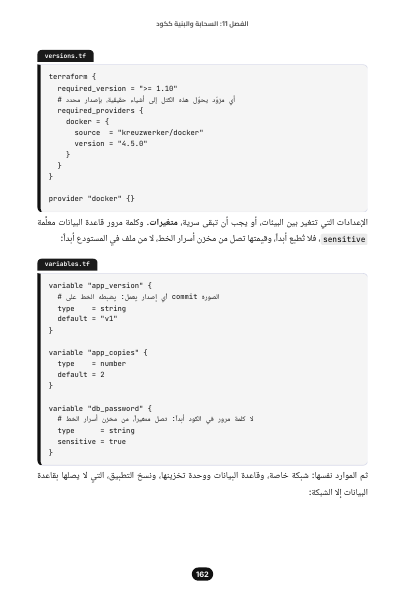 الفصل 11: السحابة والبنية ككود
versions.tf
terraform {
  required_version = ">= 1.10"
  # أي مزوّد يحوّل هذه الكتل إلى أشياء حقيقية، بإصدار محدد
  required_providers {
    docker = {
      source  = "kreuzwerker/docker"
      version = "4.5.0"
    }
  }
}
provider "docker" {}
الإعدادات التي تتغير بين البيئات، أو يجب أن تبقى سرية، متغيرات. وكلمة مرور قاعدة البيانات معلَّمة
sensitive، فلا تُطبع أبداً، وقيمتها تصل من مخزن أسرار الخط، لا من ملف في المستودع أبداً:
variables.tf
variable "app_version" {
  # الصورة commit أي إصدار يعمل: يضبطه الخط على
  type    = string
  default = "v1"
}
variable "app_copies" {
  type    = number
  default = 2
}
variable "db_password" {
  # لا كلمة مرور في الكود أبداً: تصل متغيراً، من مخزن أسرار الخط
  type      = string
  sensitive = true
}
ثم الموارد نفسها: شبكة خاصة، وقاعدة البيانات ووحدة تخزينها، ونسخ التطبيق، التي لا يصلها بقاعدة
البيانات إلا الشبكة:
162